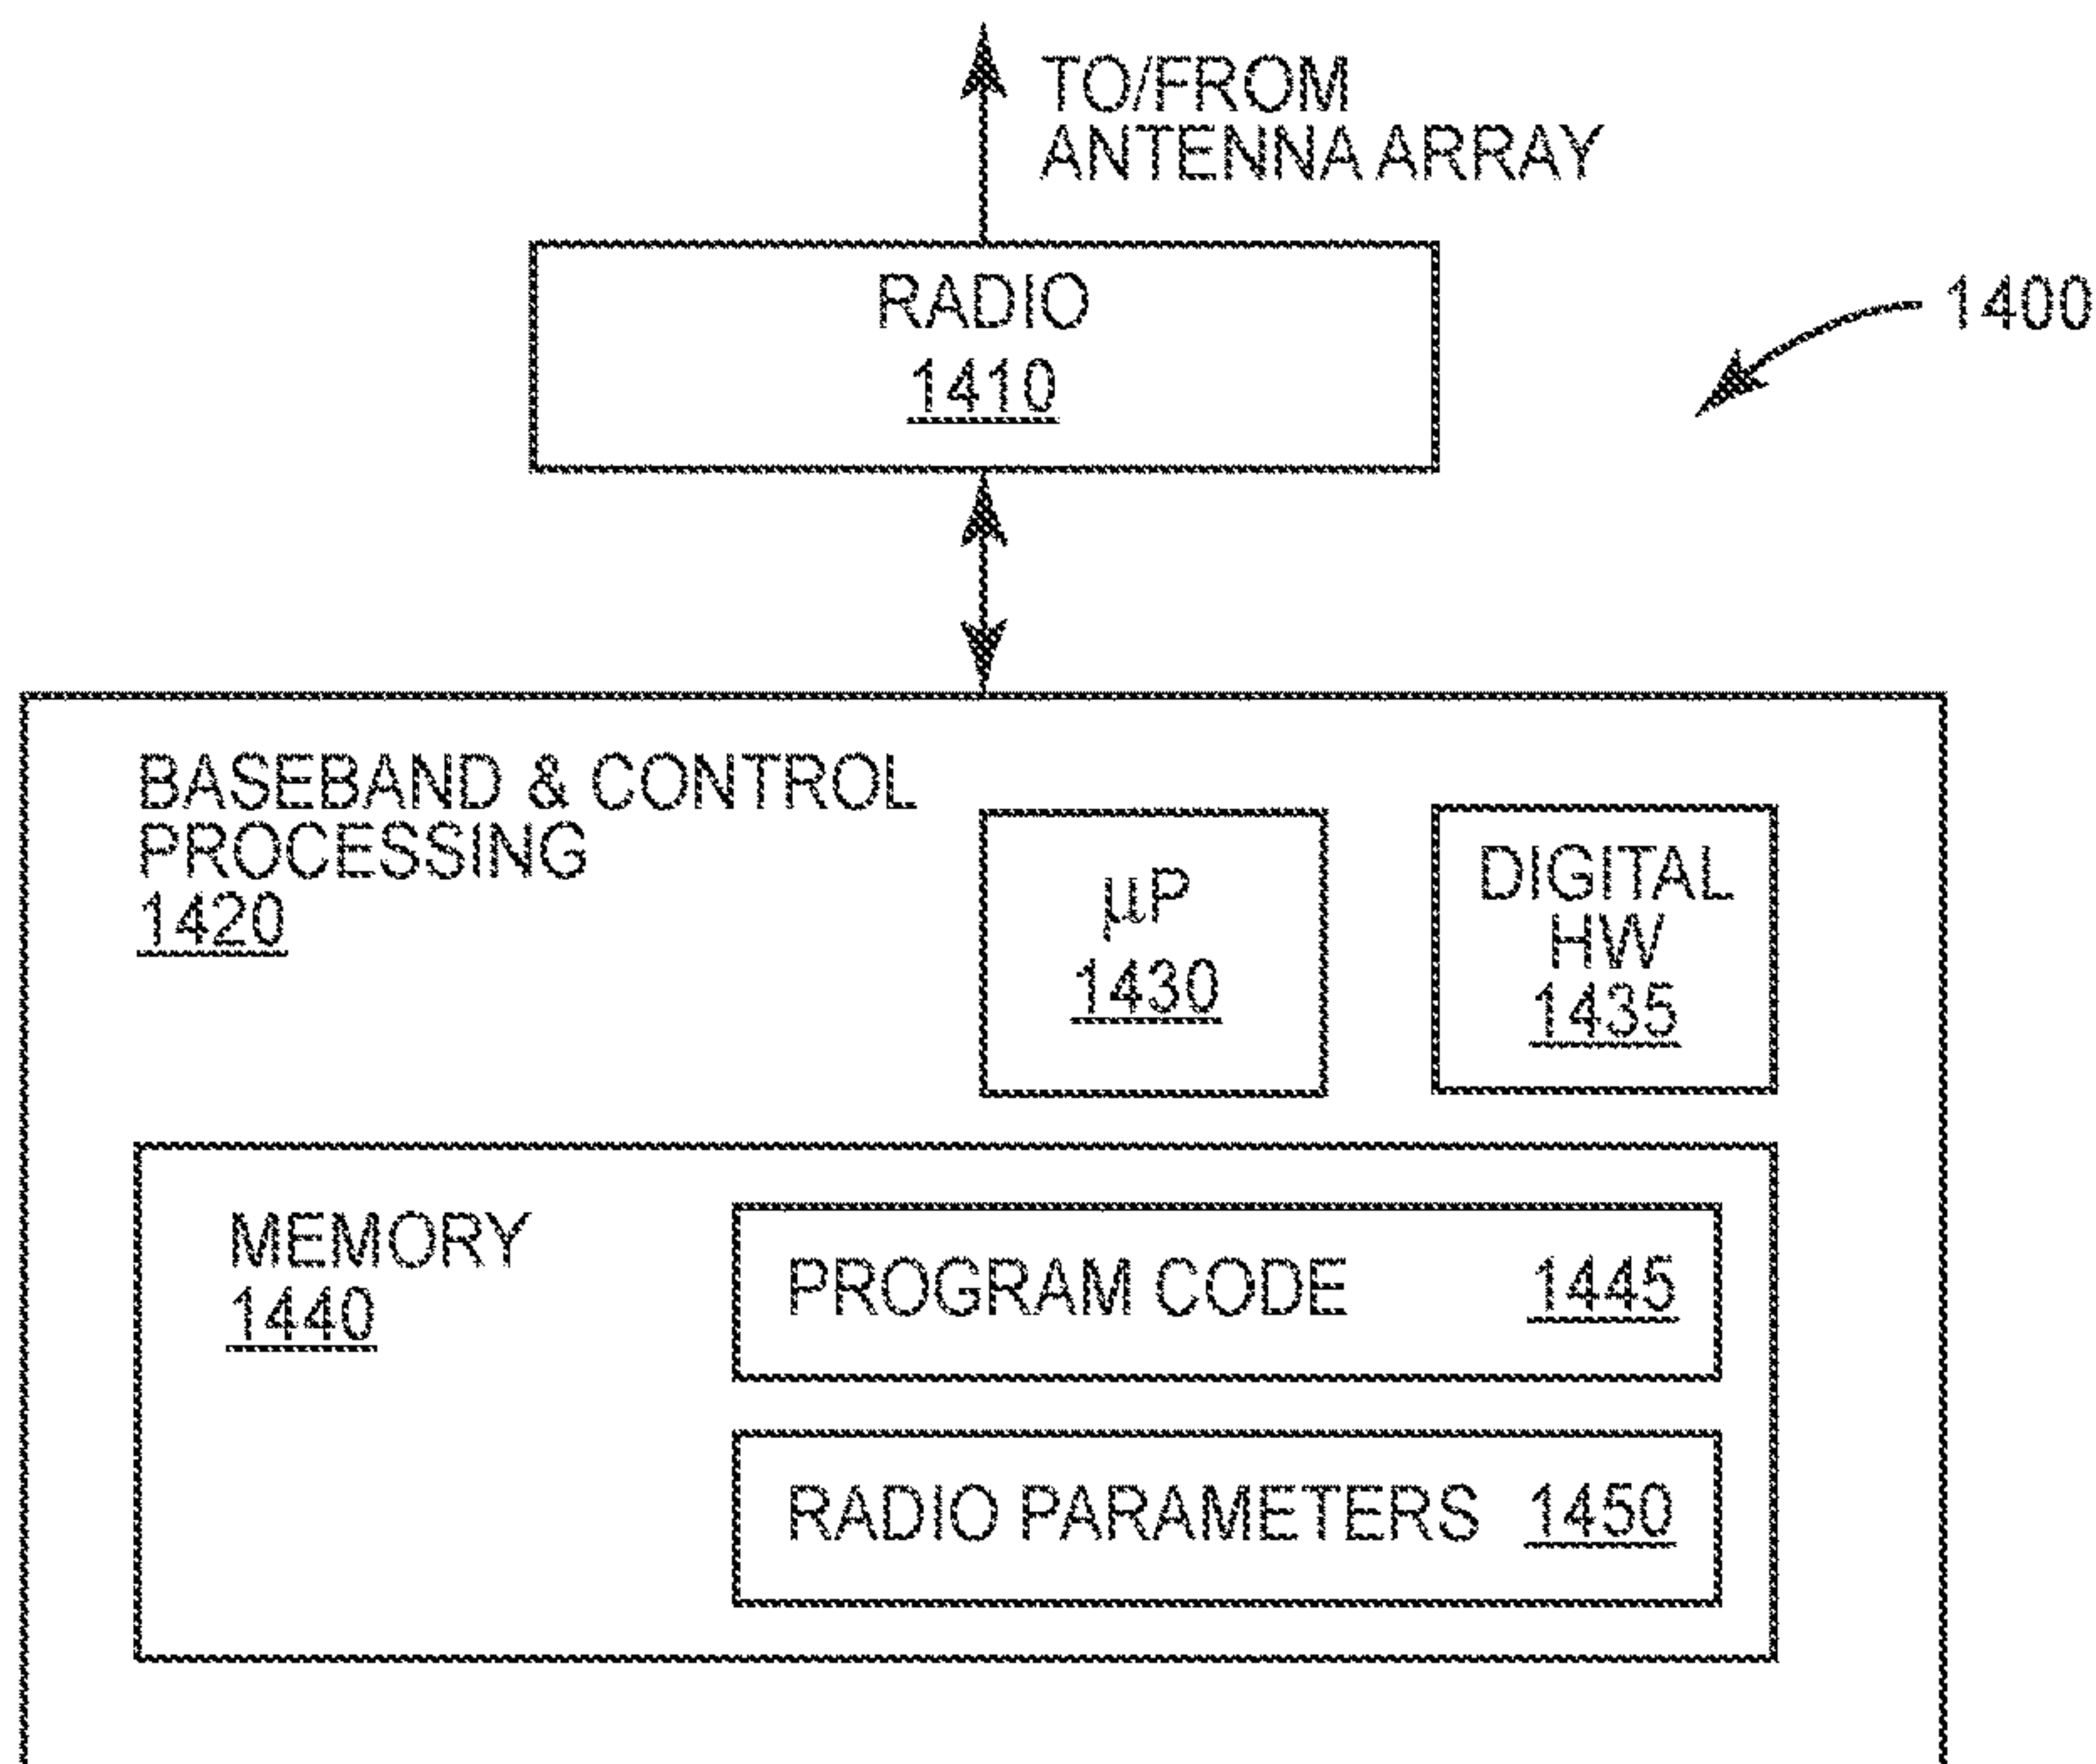 TO/FROM
ANTENNA ARRAY
RADIO
1410
1400
BASEBAND & CONTROL
PROCESSING
1420
µP
1430
DIGITAL
HW
1435
MEMORY
1440
PROGRAM CODE 1445
RADIO PARAMETERS 1450